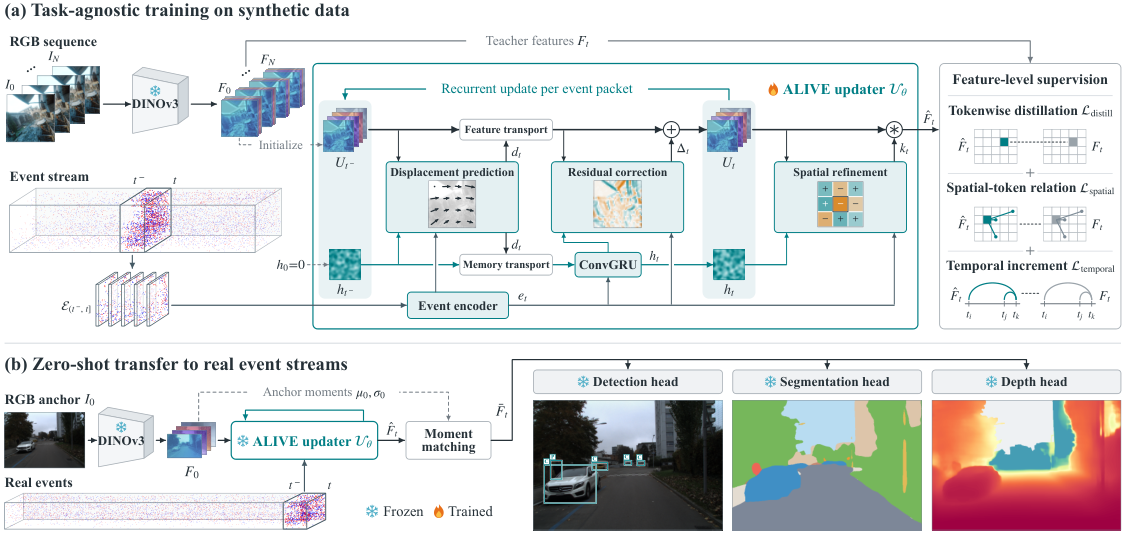 (a) Task-agnostic training on synthetic data
RGB sequence
I_0
I_N
DINOv3
F_0
F_N
Initialize
Teacher features F_t
Event stream
t⁻
t
ℰ_(t⁻, t]
Recurrent update per event packet
ALIVE updater 𝒰_θ
U_t⁻
Feature transport
d_t
Displacement prediction
d_t
Memory transport
h_0=0
h_t⁻
Event encoder
e_t
Residual correction
Δ_t
ConvGRU
h_t
U_t
h_t
Spatial refinement
+ − +
− − −
+ − +
k_t
F̂_t
Feature-level supervision
Tokenwise distillation ℒ_distill
F̂_t
F_t
+
Spatial-token relation ℒ_spatial
F̂_t
F_t
+
Temporal increment ℒ_temporal
F̂_t
F_t
t_i t_j t_k
t_i t_j t_k
(b) Zero-shot transfer to real event streams
RGB anchor I_0
DINOv3
F_0
Anchor moments μ_0, σ_0
ALIVE updater 𝒰_θ
F̂_t
Moment
matching
F̄_t
Real events
t⁻
t
Frozen
Trained
Detection head
Segmentation head
Depth head